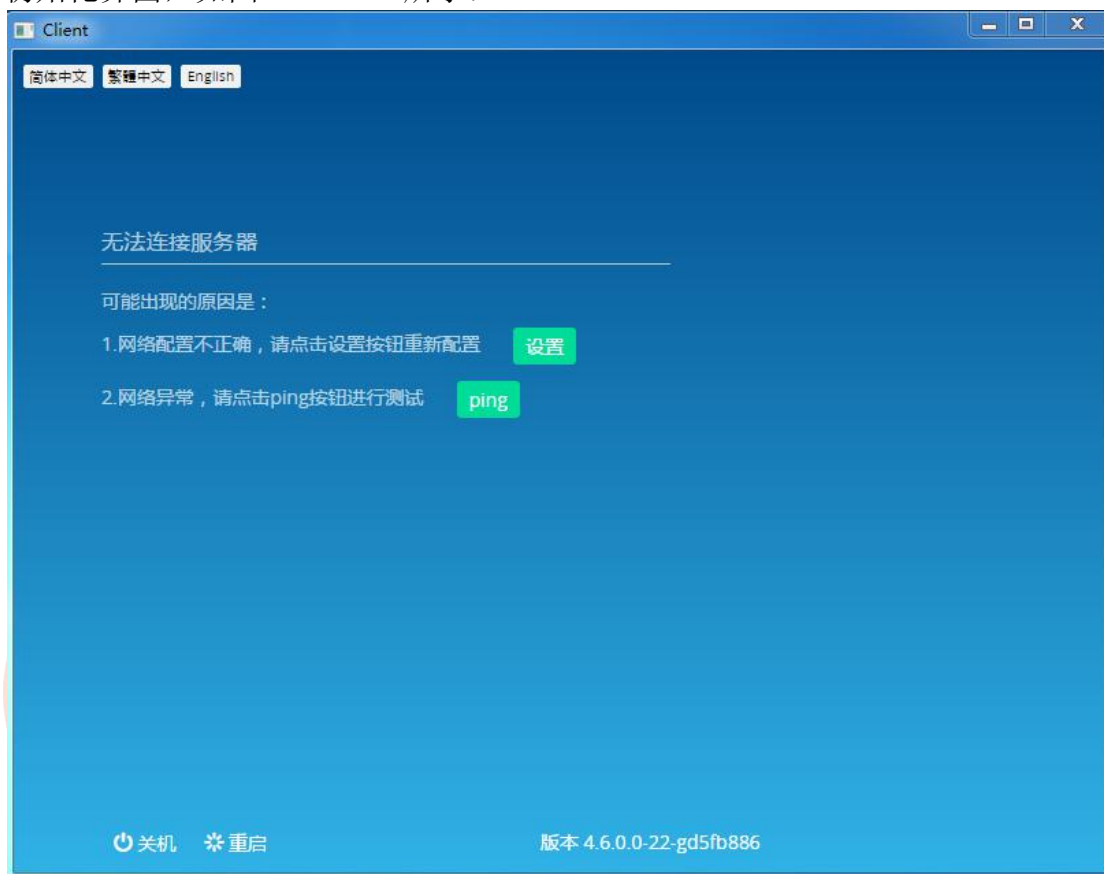 Client
简体中文 繁體中文 English
无法连接服务器
可能出现的原因是：
1.网络配置不正确，请点击设置按钮重新配置 设置
2.网络异常，请点击ping按钮进行测试 ping
关机 重启 版本 4.6.0.0-22-gd5fb886